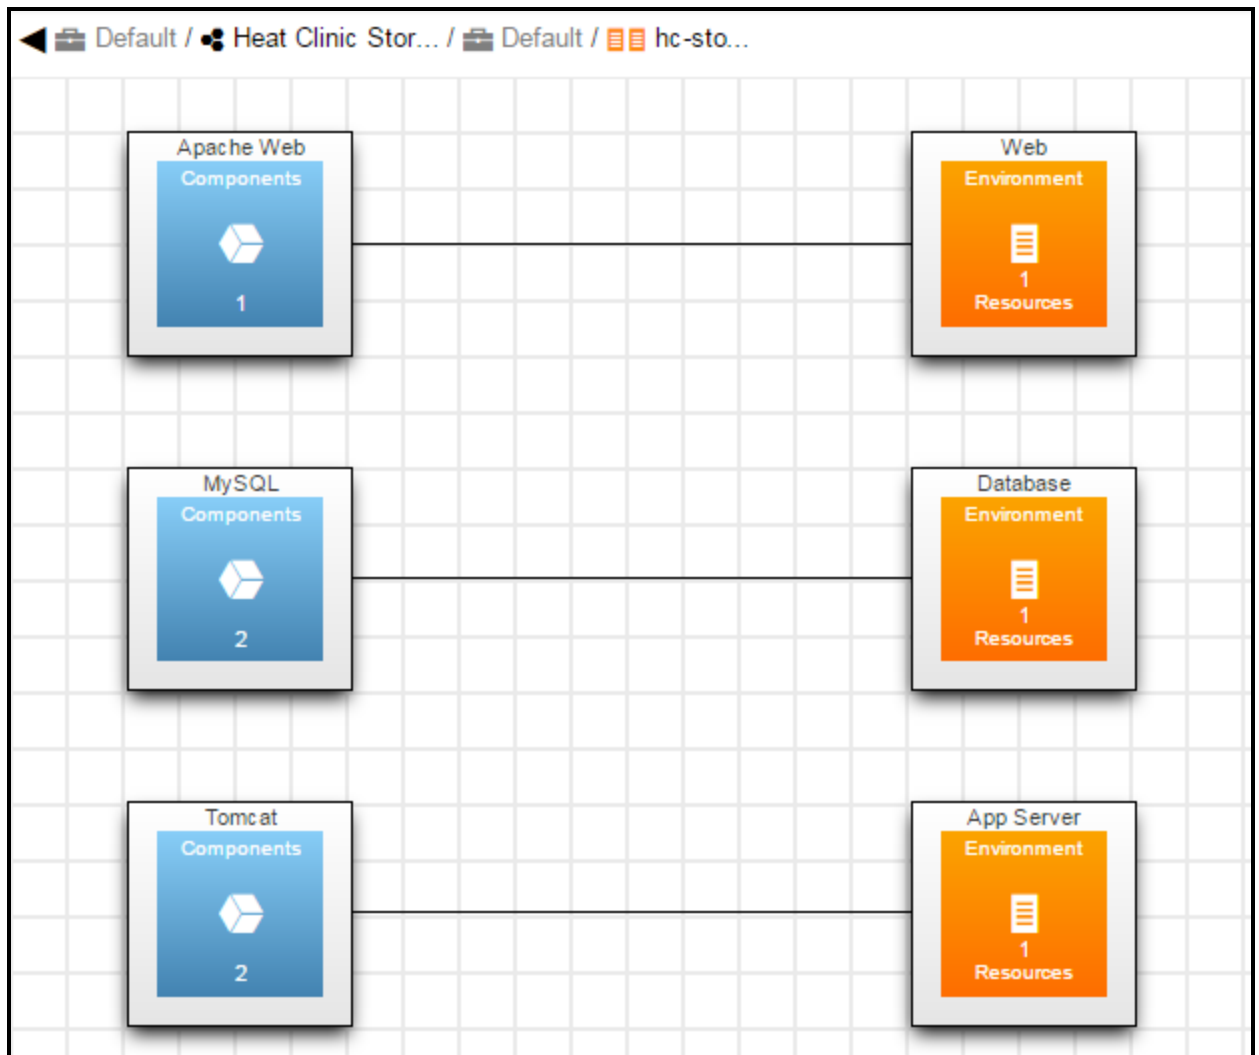 Default / Heat Clinic Stor... / Default / hc-sto...
Apache Web
Components
1
Web
Environment
1
Resources
MySQL
Components
2
Database
Environment
1
Resources
Tomcat
Components
2
App Server
Environment
1
Resources